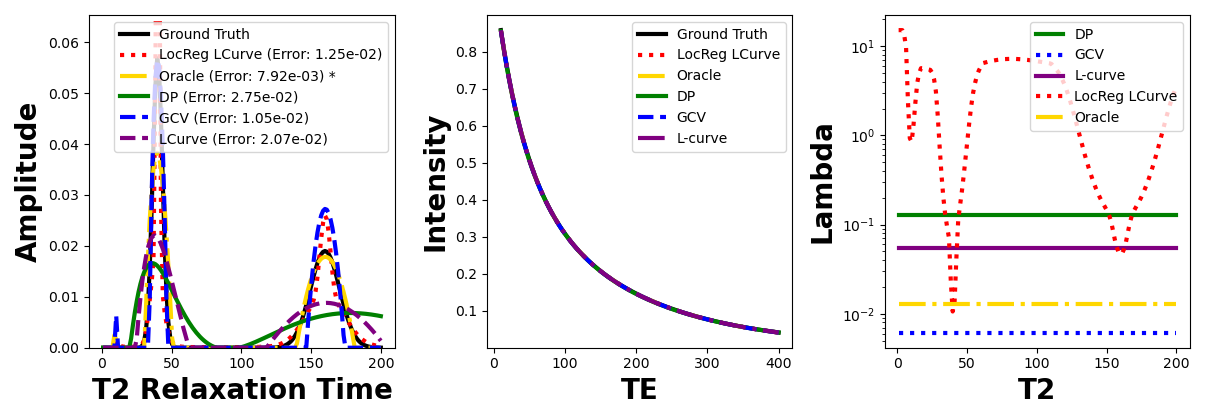 Amplitude
0.06
0.05
0.04
0.03
0.02
0.01
0.00
0
50
100
150
200
T2 Relaxation Time
Ground Truth
LocReg LCurve (Error: 1.25e-02)
Oracle (Error: 7.92e-03) *
DP (Error: 2.75e-02)
GCV (Error: 1.05e-02)
LCurve (Error: 2.07e-02)
Intensity
0.8
0.7
0.6
0.5
0.4
0.3
0.2
0.1
0
100
200
300
400
TE
Ground Truth
LocReg LCurve
Oracle
DP
GCV
L-curve
Lambda
10¹
10⁰
10⁻¹
10⁻²
0
50
100
150
200
T2
DP
GCV
L-curve
LocReg LCurve
Oracle